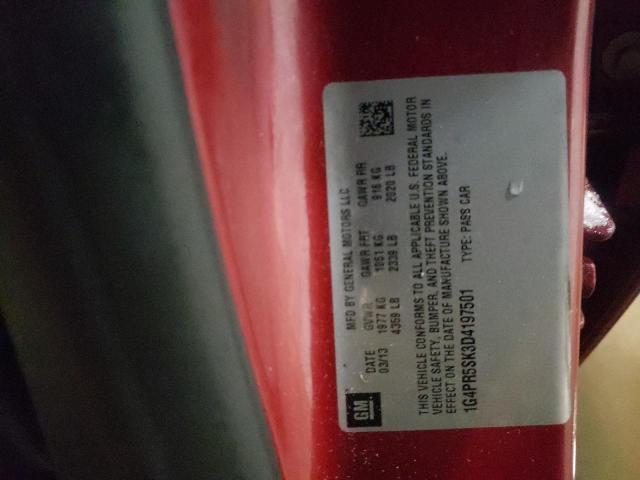 GM
MFD BY GENERAL MOTORS LLC
DATE GVWR GAWR FRT GAWR RR
03/13 1977 KG 1061 KG 916 KG
4359 LB 2339 LB 2020 LB
THIS VEHICLE CONFORMS TO ALL APPLICABLE U.S. FEDERAL MOTOR
VEHICLE SAFETY, BUMPER, AND THEFT PREVENTION STANDARDS IN
EFFECT ON THE DATE OF MANUFACTURE SHOWN ABOVE.
1G4PR5SK3D4197501 TYPE: PASS CAR